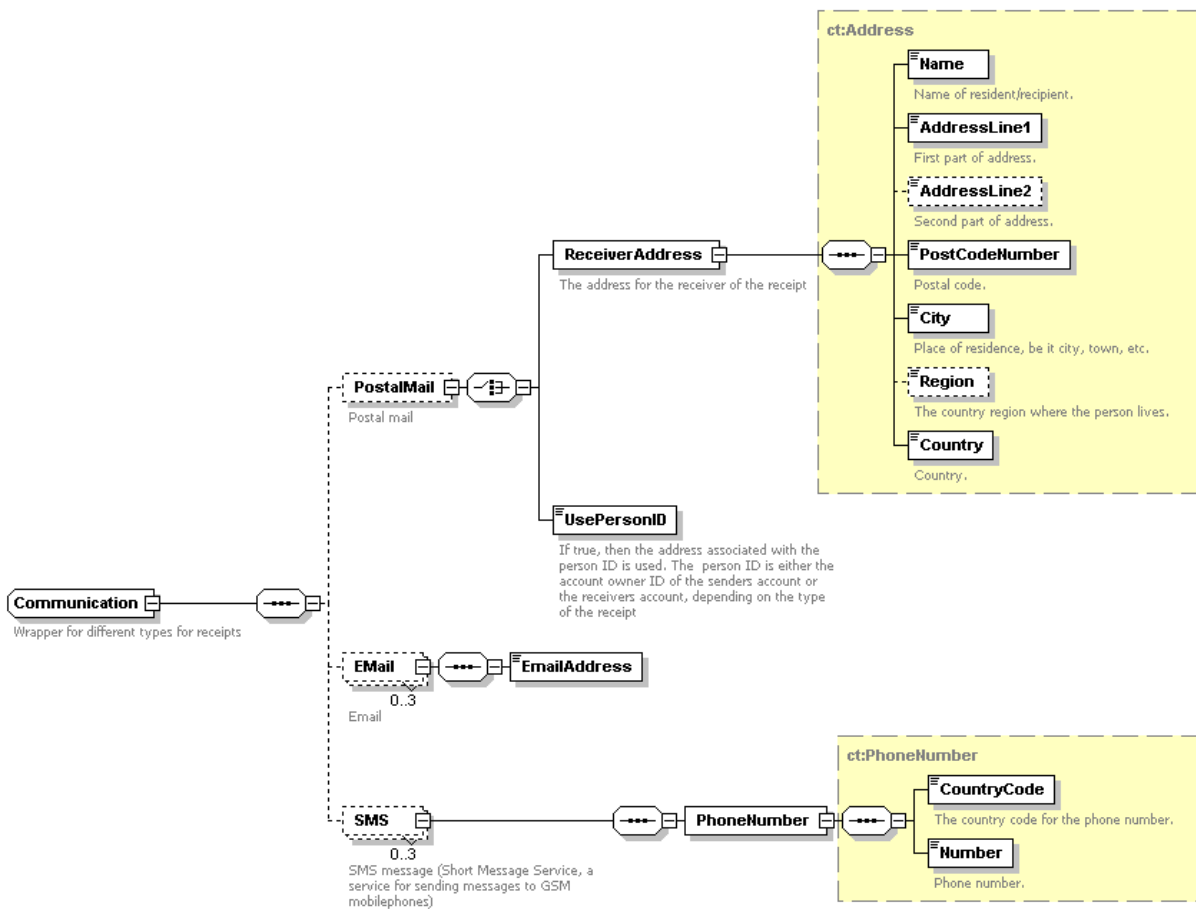 ct:Address
Name
Name of resident/recipient.
AddressLine1
First part of address.
AddressLine2
Second part of address.
ReceiverAddress
The address for the receiver of the receipt
PostCodeNumber
Postal code.
City
Place of residence, be it city, town, etc.
PostalMail
Postal mail
Region
The country region where the person lives.
Country
Country.
UsePersonID
If true, then the address associated with the
person ID is used. The  person ID is either the
account owner ID of the senders account or
the receivers account, depending on the type
of the receipt
Communication
Wrapper for different types for receipts
EMail
0..3
Email
EmailAddress
ct:PhoneNumber
SMS
0..3
SMS message (Short Message Service, a
service for sending messages to GSM
mobilephones)
PhoneNumber
CountryCode
The country code for the phone number.
Number
Phone number.